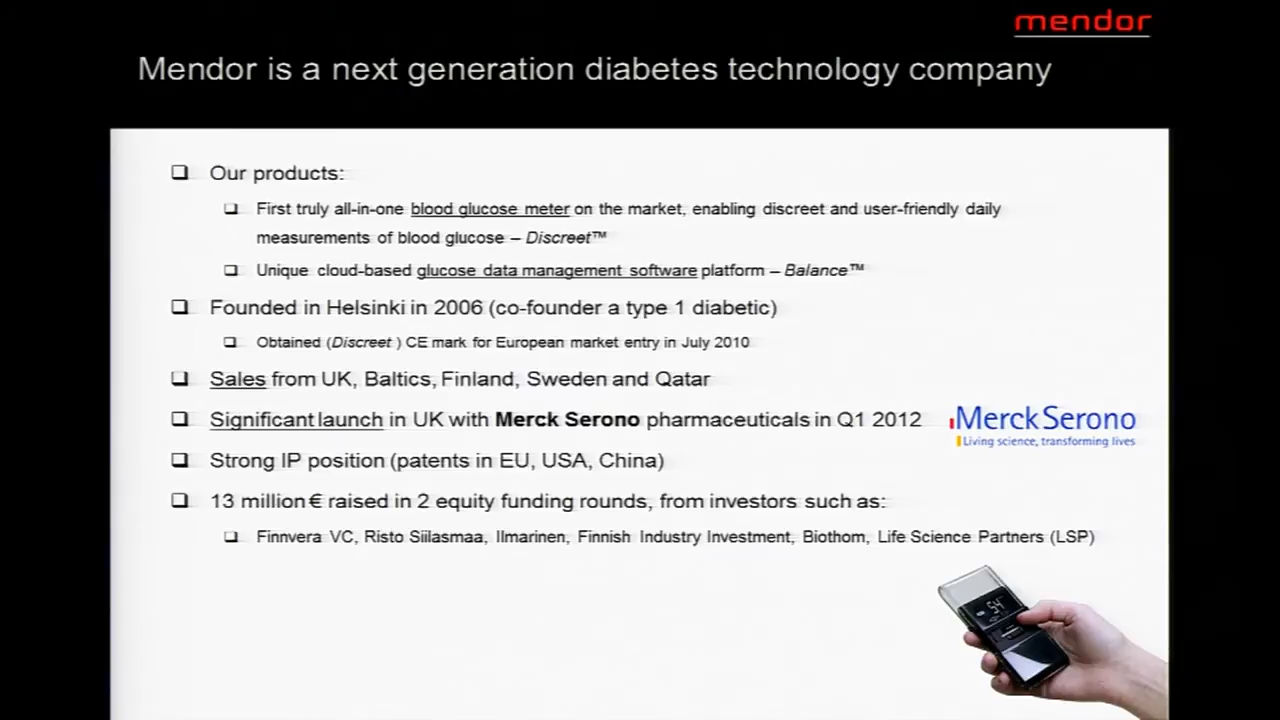 mendor
Mendor is a next generation diabetes technology company
Our products:
First truly all-in-one blood glucose meter on the market, enabling discreet and user-friendly daily
measurements of blood glucose – Discreet™
Unique cloud-based glucose data management software platform – Balance™
Founded in Helsinki in 2006 (co-founder a type 1 diabetic)
Obtained (Discreet ) CE mark for European market entry in July 2010
Sales from UK, Baltics, Finland, Sweden and Qatar
Significant launch in UK with Merck Serono pharmaceuticals in Q1 2012
Merck Serono
Living science, transforming lives
Strong IP position (patents in EU, USA, China)
13 million € raised in 2 equity funding rounds, from investors such as:
Finnvera VC, Risto Siilasmaa, Ilmarinen, Finnish Industry Investment, Biothom, Life Science Partners (LSP)